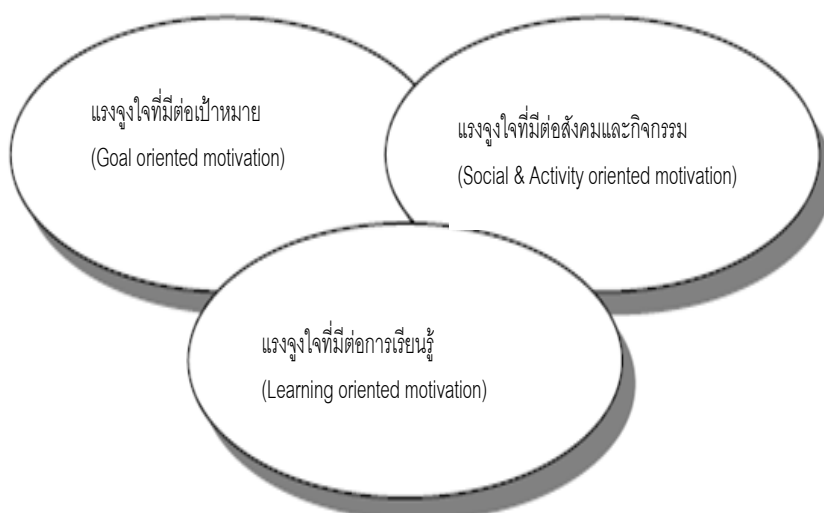 แรงจูงใจที่มีต่อเป้าหมาย
(Goal oriented motivation)
แรงจูงใจที่มีต่อสังคมและกิจกรรม
(Social & Activity oriented motivation)
แรงจูงใจที่มีต่อการเรียนรู้
(Learning oriented motivation)